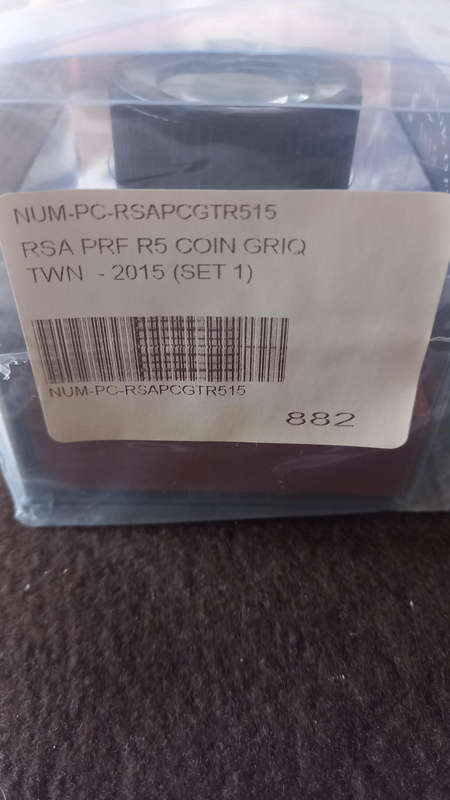 NUM-PC-RSAPCGTR515
RSA PRF R5 COIN GRIQ
TWN - 2015 (SET 1)
NUM-PC-RSAPCGTR515
882